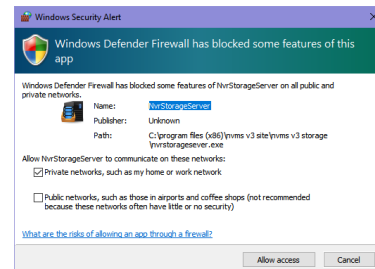 Windows Security Alert
Windows Defender Firewall has blocked some features of this
app
Windows Defender Firewall has blocked some features of NvrStorageServer on all public and
private networks.
Name: NvrStorageServer
Publisher: Unknown
Path: C:\program files (x86)\nvms v3 site\nvms v3 storage
\nvrstoragesever.exe
Allow NvrStorageServer to communicate on these networks:
Private networks, such as my home or work network
Public networks, such as those in airports and coffee shops (not recommended
because these networks often have little or no security)
What are the risks of allowing an app through a firewall?
Allow access Cancel